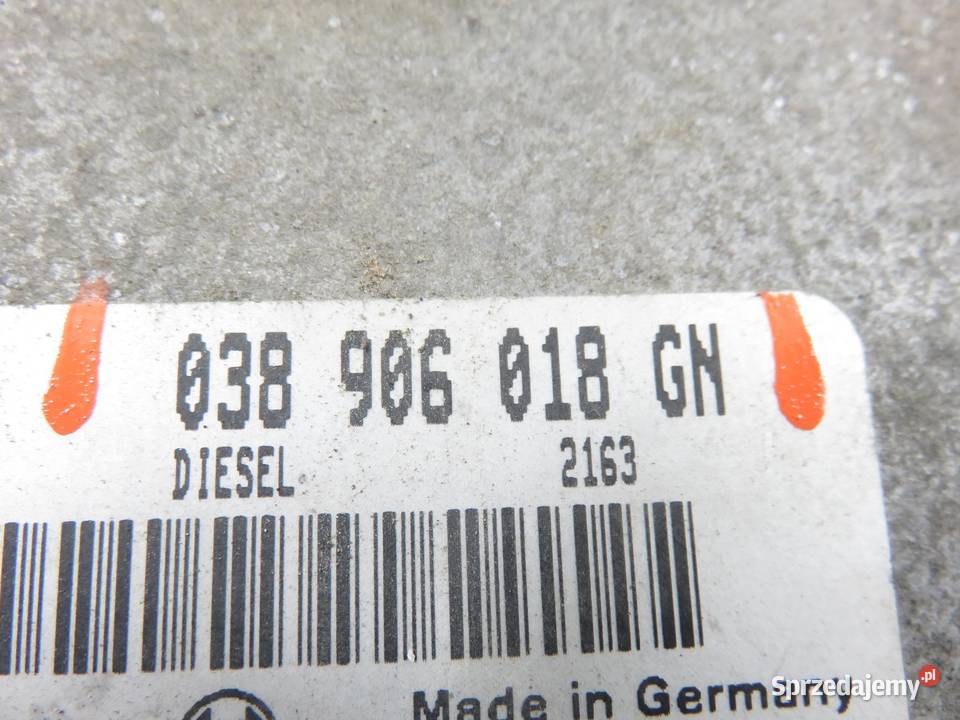 038 906 018 GN
DIESEL 2163
Made in Germany
Sprzedajemy.pl